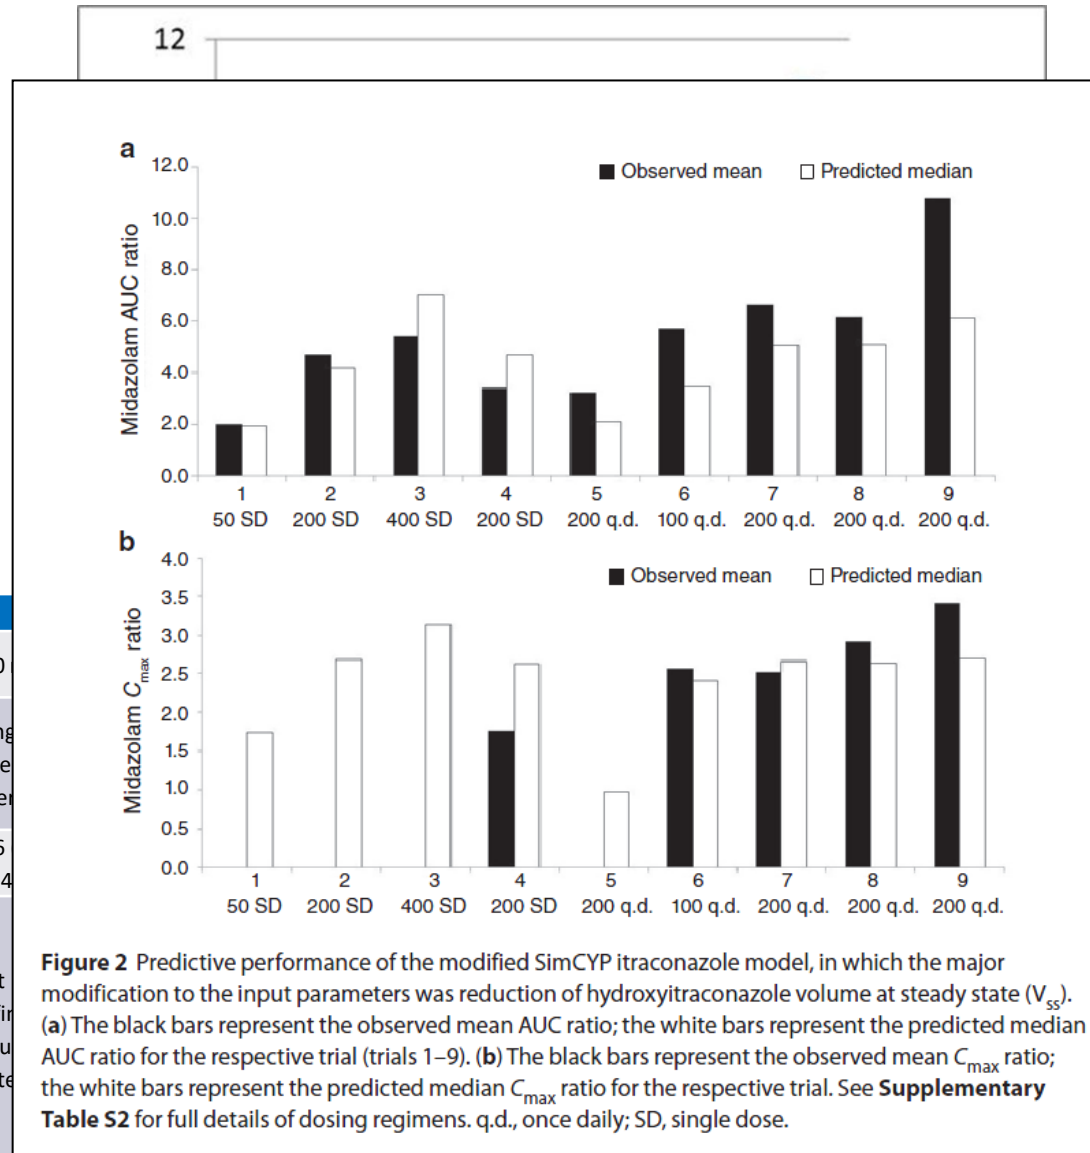 12
a
12.0
10.0
8.0
6.0
4.0
2.0
0.0
Midazolam AUC ratio
Observed mean
Predicted median
1 2 3 4 5 6 7 8 9
50 SD 200 SD 400 SD 200 SD 200 q.d. 100 q.d. 200 q.d. 200 q.d. 200 q.d.
b
4.0
3.5
3.0
2.5
2.0
1.5
1.0
0.5
0.0
Midazolam Cmax ratio
Observed mean
Predicted median
1 2 3 4 5 6 7 8 9
50 SD 200 SD 400 SD 200 SD 200 q.d. 100 q.d. 200 q.d. 200 q.d. 200 q.d.
Figure 2 Predictive performance of the modified SimCYP itraconazole model, in which the major
modification to the input parameters was reduction of hydroxyitraconazole volume at steady state (Vss).
(a) The black bars represent the observed mean AUC ratio; the white bars represent the predicted median
AUC ratio for the respective trial (trials 1–9). (b) The black bars represent the observed mean Cmax ratio;
the white bars represent the predicted median Cmax ratio for the respective trial. See Supplementary
Table S2 for full details of dosing regimens. q.d., once daily; SD, single dose.